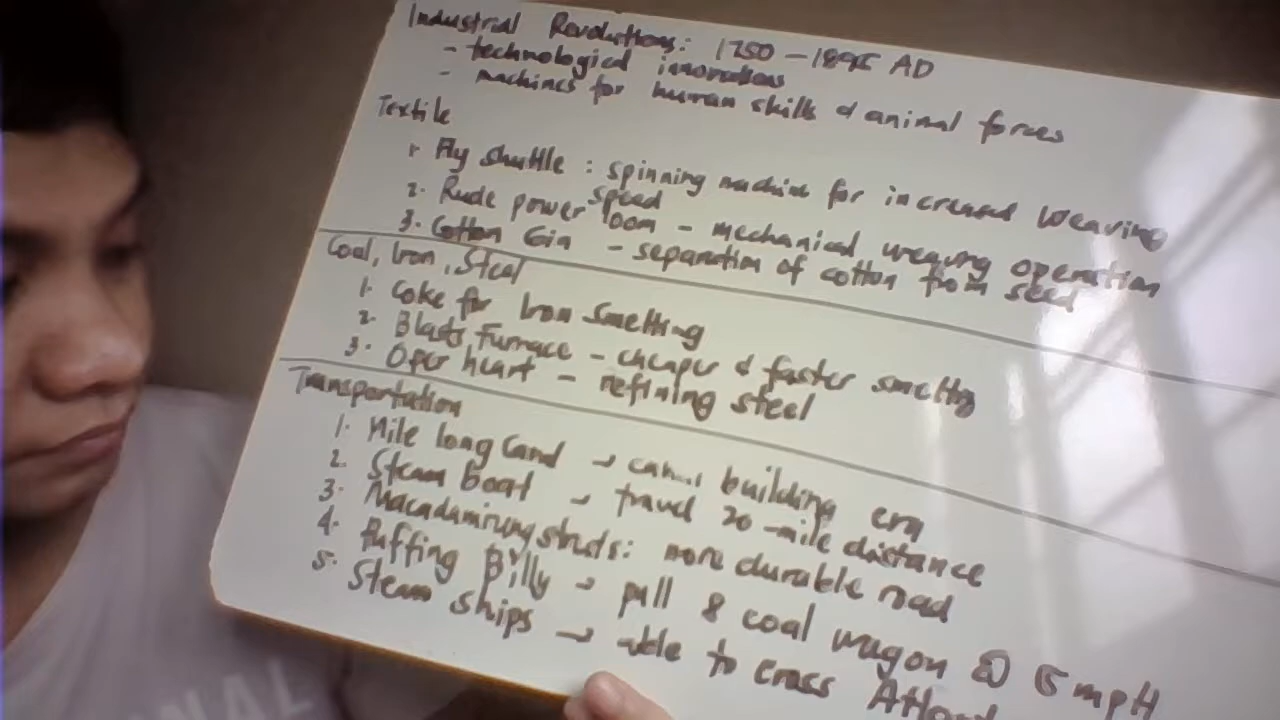 Industrial Revolutions: 1750 - 1895 AD
- technological innovations
- machines for human skills & animal forces
Textile
1. Fly shuttle : spinning machine for increased weaving
speed
2. Rude power loom - mechanical weaving operation
3. Cotton Gin - separation of cotton from seed
Coal, Iron, Steal
1. Coke for Iron Smelting
2. Blasts Furnace - cheaper & faster smelting
3. Oper heart - refining steel
Transportation
1. Mile long Canal → canal building era
2. Steam boat → travel 20 -mile distance
3. Macadamizing : more durable road
4. Puffing Billy → pull 8 coal wagon @ 5 mpH
5. Steam ships → able to cross
NAL